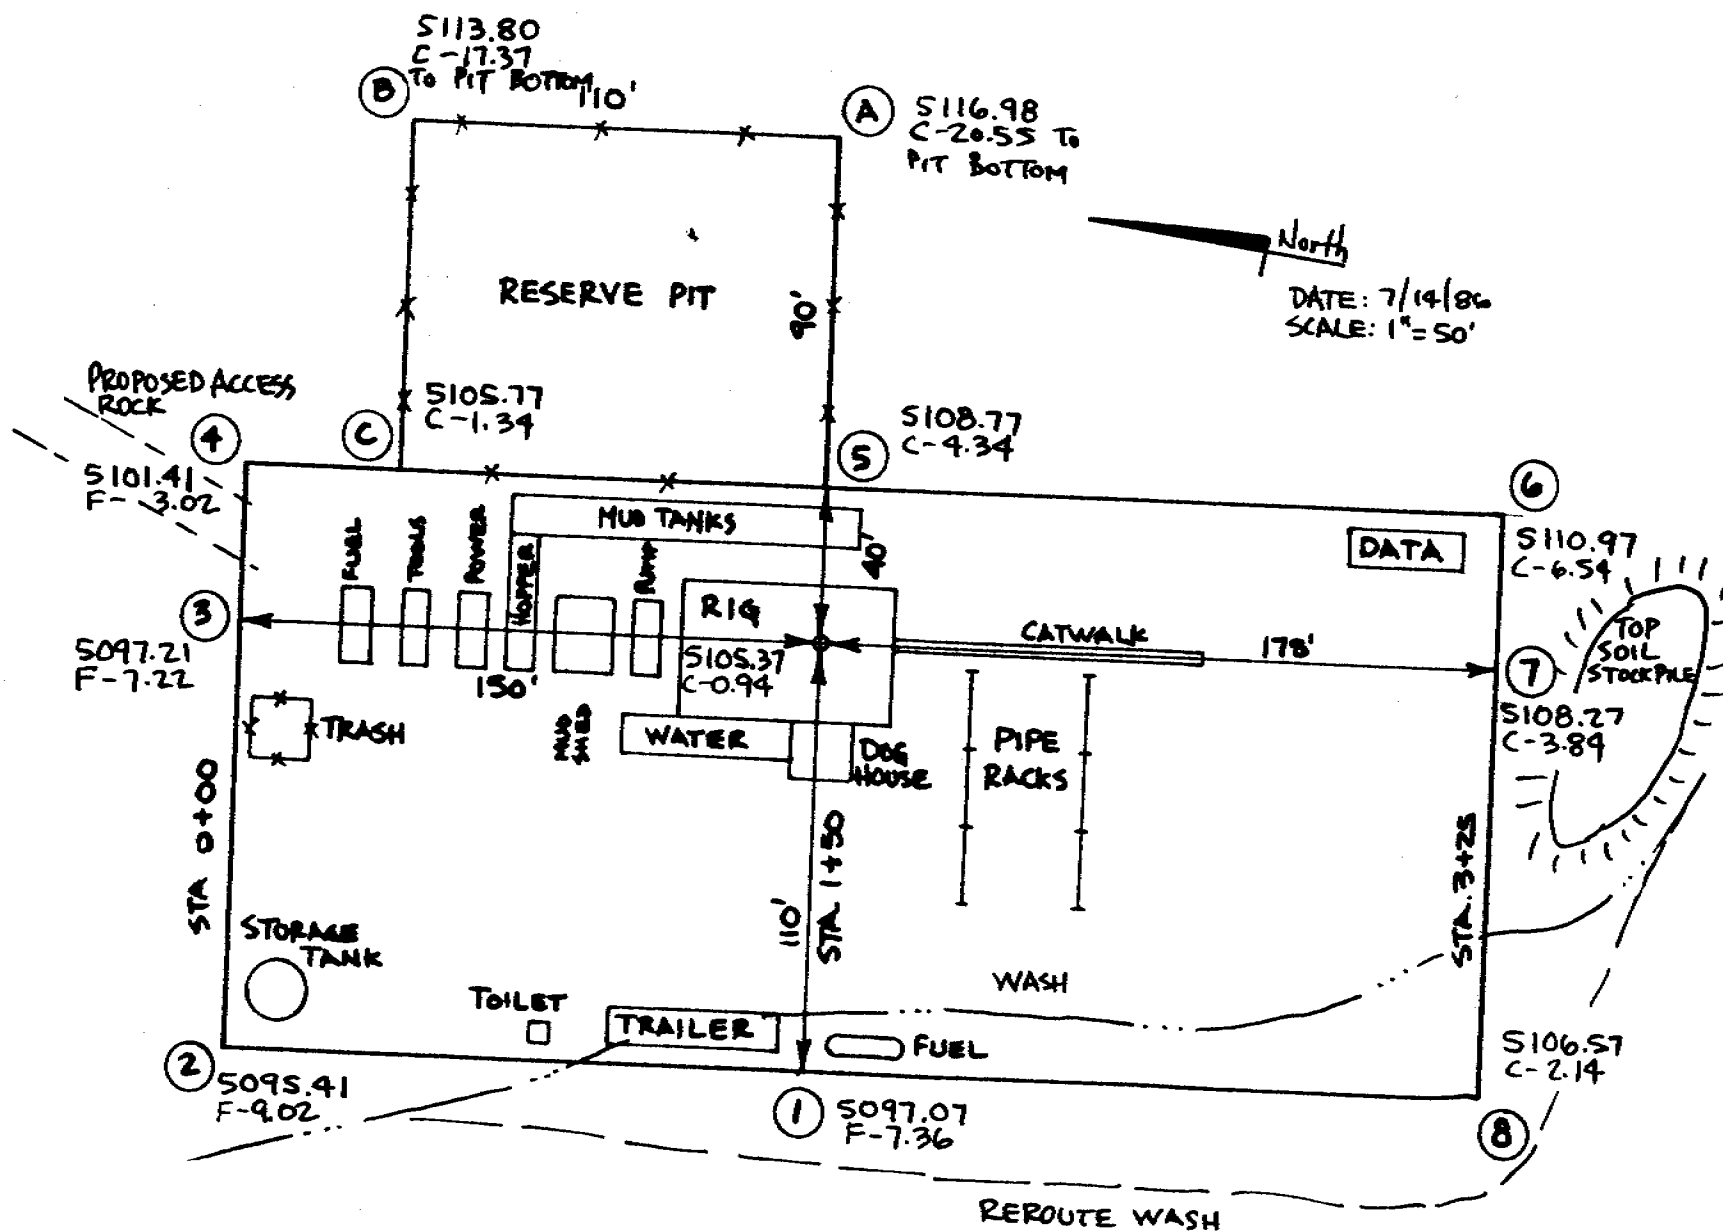 5113.80
C-17.37
TO PIT BOTTOM
B
110'
A
5116.98
C-20.55 To
PIT BOTTOM
North
DATE: 7/14/86
SCALE: 1"=50'
RESERVE PIT
90'
PROPOSED ACCESS
ROCK
4
C
5105.77
C-1.34
5108.77
C-4.34
5
6
5101.41
F-3.02
MUD TANKS
40'
DATA
5110.97
C-6.54
FUEL
TOOLS
POWER
HOPPER
PUMP
RIG
3
5097.21
F-7.22
5105.37
C-0.94
CATWALK
178'
7
TOP
SOIL
STOCKPILE
5108.27
C-3.84
150'
TRASH
MUD
SHED
WATER
DOG
HOUSE
PIPE
RACKS
STA 0+00
STA 1+50
STA. 3+25
110'
STORAGE
TANK
TOILET
TRAILER
FUEL
WASH
2
5095.41
F-9.02
1
5097.07
F-7.36
5106.57
C-2.14
8
REROUTE WASH